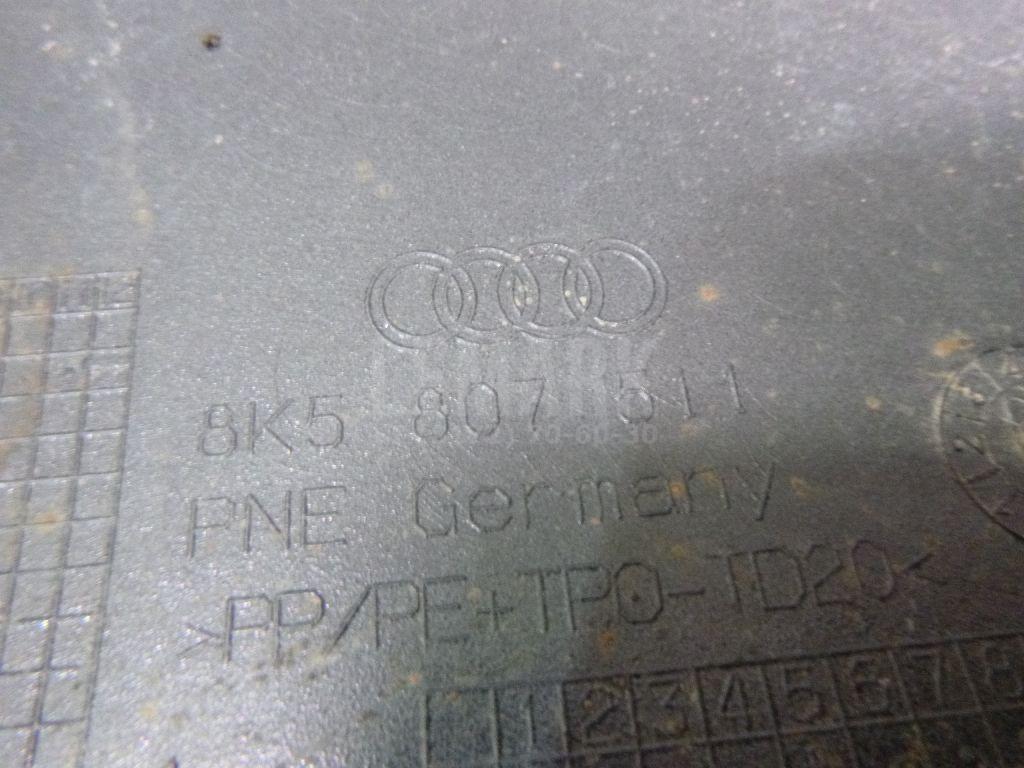 8K5 807 511
PNE Germany
>PP/PE+TPO-TD20<
1 2 3 4 5 6 7 8